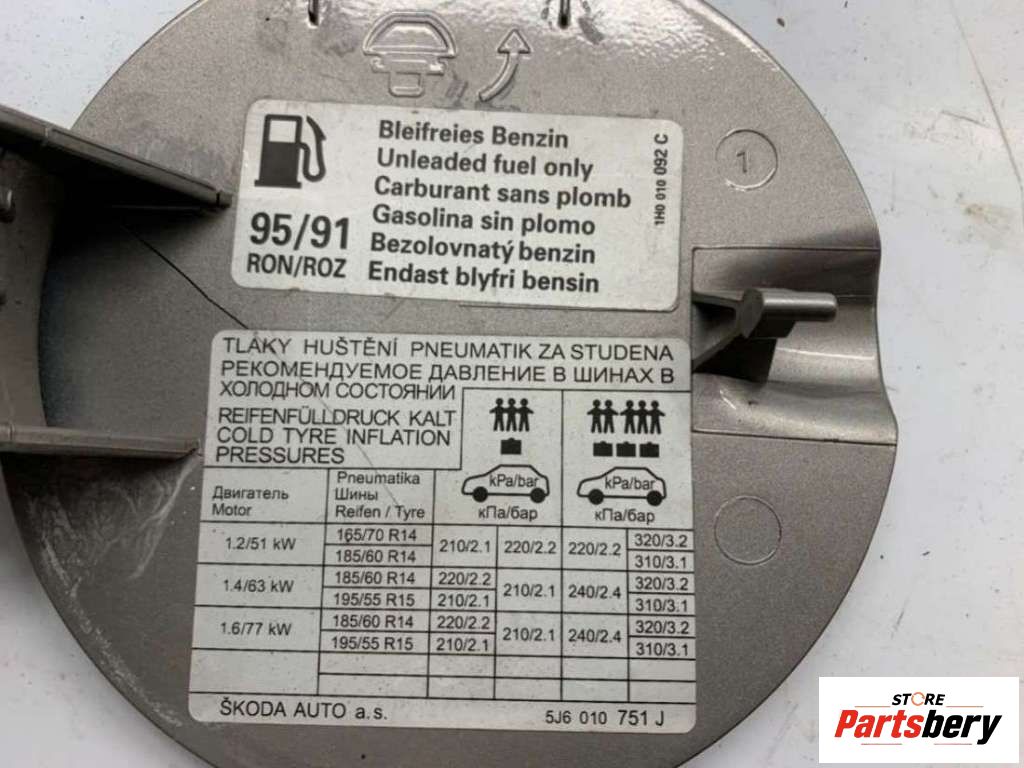 Bleifreies Benzin
Unleaded fuel only
Carburant sans plomb
Gasolina sin plomo
Bezolovnatý benzin
Endast blyfri bensin
95/91
RON/ROZ
1H0 010 092 C
1
TLAKY HUŠTĚNÍ PNEUMATIK ZA STUDENA
РЕКОМЕНДУЕМОЕ ДАВЛЕНИЕ В ШИНАХ В
ХОЛОДНОМ СОСТОЯНИИ
REIFENFÜLLDRUCK KALT
COLD TYRE INFLATION
PRESSURES
kPa/bar kPa/bar
кПа/бар кПа/бар
Двигатель
Motor
Pneumatika
Шины
Reifen / Tyre
1.2/51 kW
165/70 R14
185/60 R14
210/2.1 220/2.2 220/2.2
320/3.2
310/3.1
1.4/63 kW
185/60 R14 220/2.2
195/55 R15 210/2.1
210/2.1 240/2.4
320/3.2
310/3.1
1.6/77 kW
185/60 R14 220/2.2
195/55 R15 210/2.1
210/2.1 240/2.4
320/3.2
310/3.1
ŠKODA AUTO a.s. 5J6 010 751 J
STORE
Partsbery